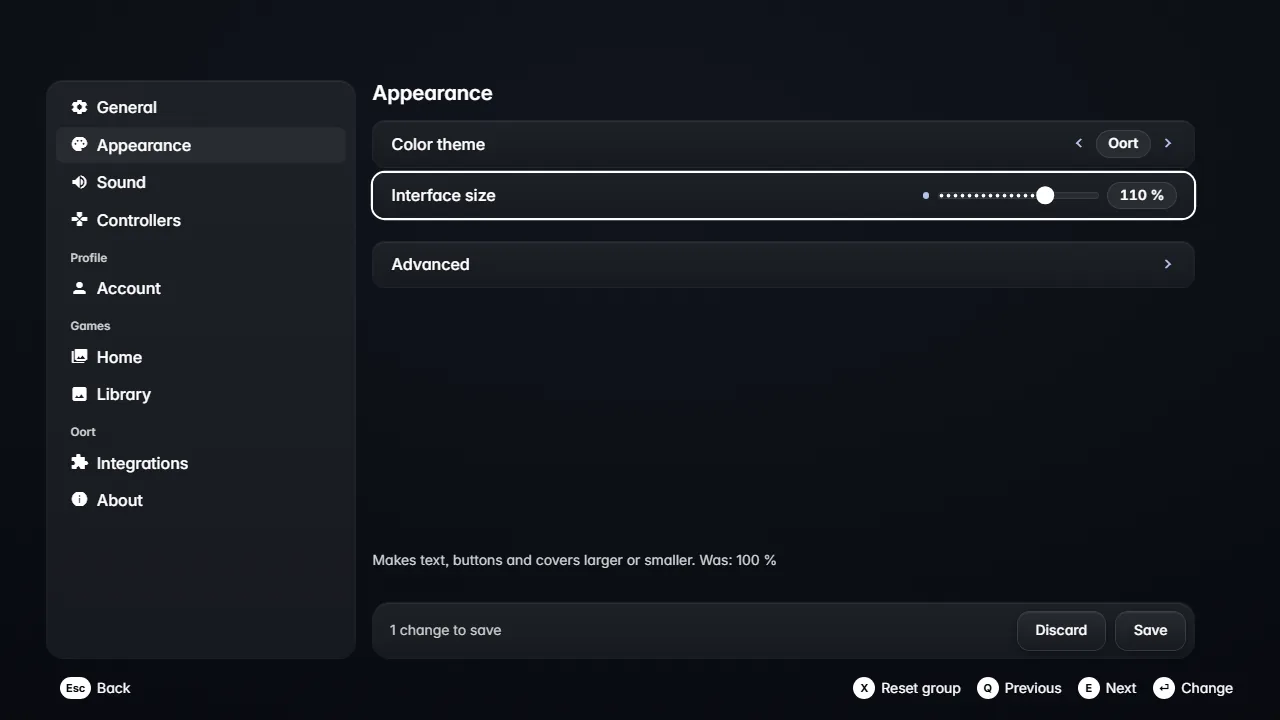 General
Appearance
Sound
Controllers
Profile
Account
Games
Home
Library
Oort
Integrations
About
Appearance
Color theme
Oort
Interface size
110 %
Advanced
Makes text, buttons and covers larger or smaller. Was: 100 %
1 change to save
Discard
Save
Esc Back
X Reset group
Q Previous
E Next
Change